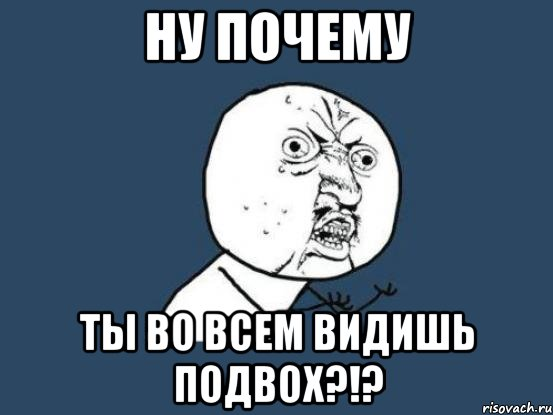 НУ ПОЧЕМУ
ТЫ ВО ВСЕМ ВИДИШЬ
ПОДВОХ?!?
risovach.ru